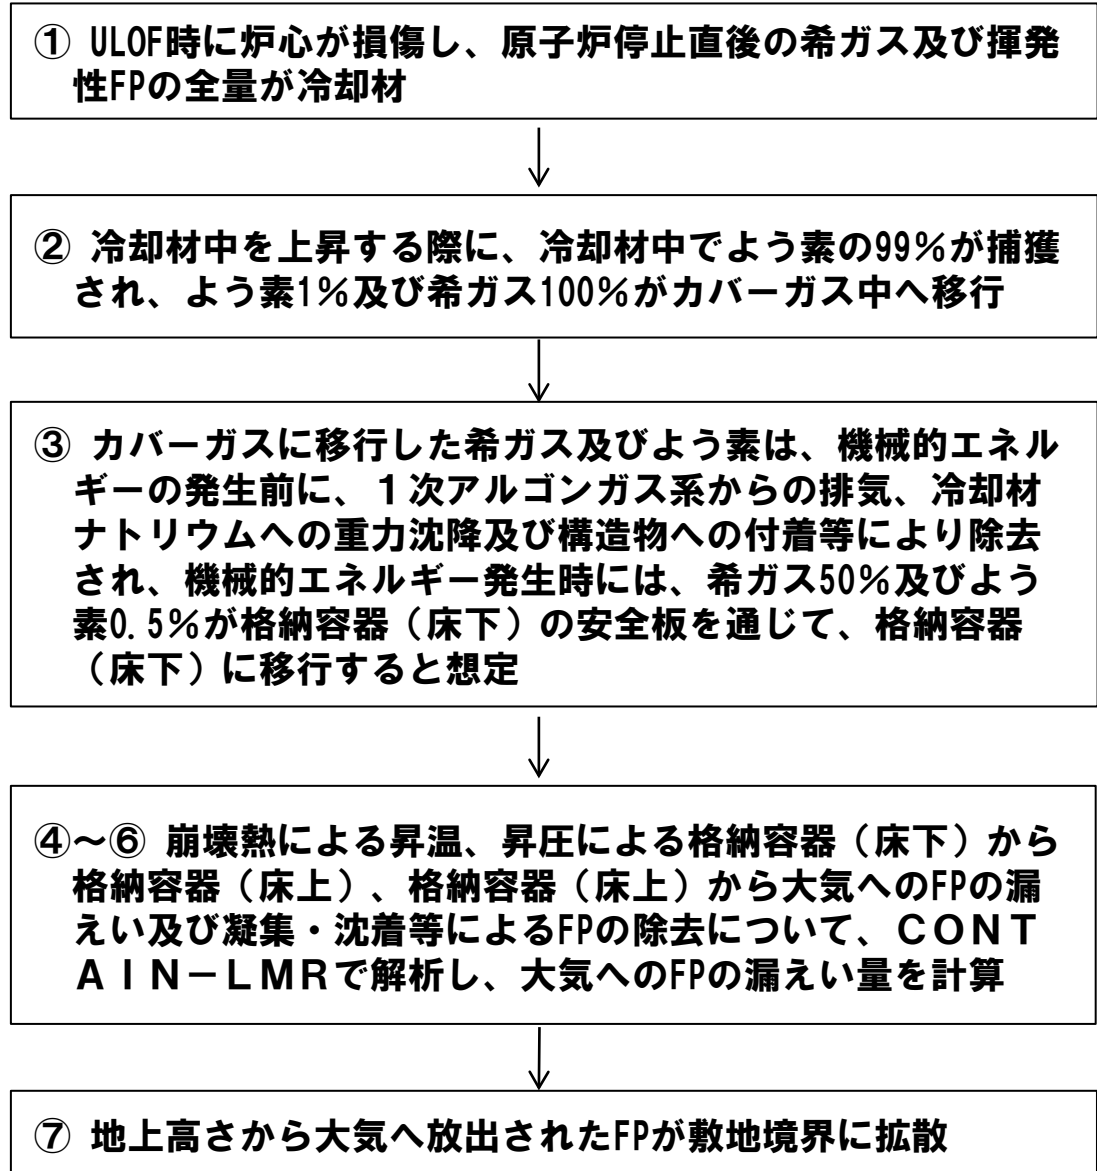 ① ULOF時に炉心が損傷し、原子炉停止直後の希ガス及び揮発
性FPの全量が冷却材
② 冷却材中を上昇する際に、冷却材中でよう素の99％が捕獲
され、よう素1％及び希ガス100％がカバーガス中へ移行
③ カバーガスに移行した希ガス及びよう素は、機械的エネル
ギーの発生前に、１次アルゴンガス系からの排気、冷却材
ナトリウムへの重力沈降及び構造物への付着等により除去
され、機械的エネルギー発生時には、希ガス50％及びよう
素0.5％が格納容器（床下）の安全板を通じて、格納容器
（床下）に移行すると想定
④～⑥ 崩壊熱による昇温、昇圧による格納容器（床下）から
格納容器（床上）、格納容器（床上）から大気へのFPの漏
えい及び凝集・沈着等によるFPの除去について、ＣＯＮＴ
ＡＩＮ－ＬＭＲで解析し、大気へのFPの漏えい量を計算
⑦ 地上高さから大気へ放出されたFPが敷地境界に拡散